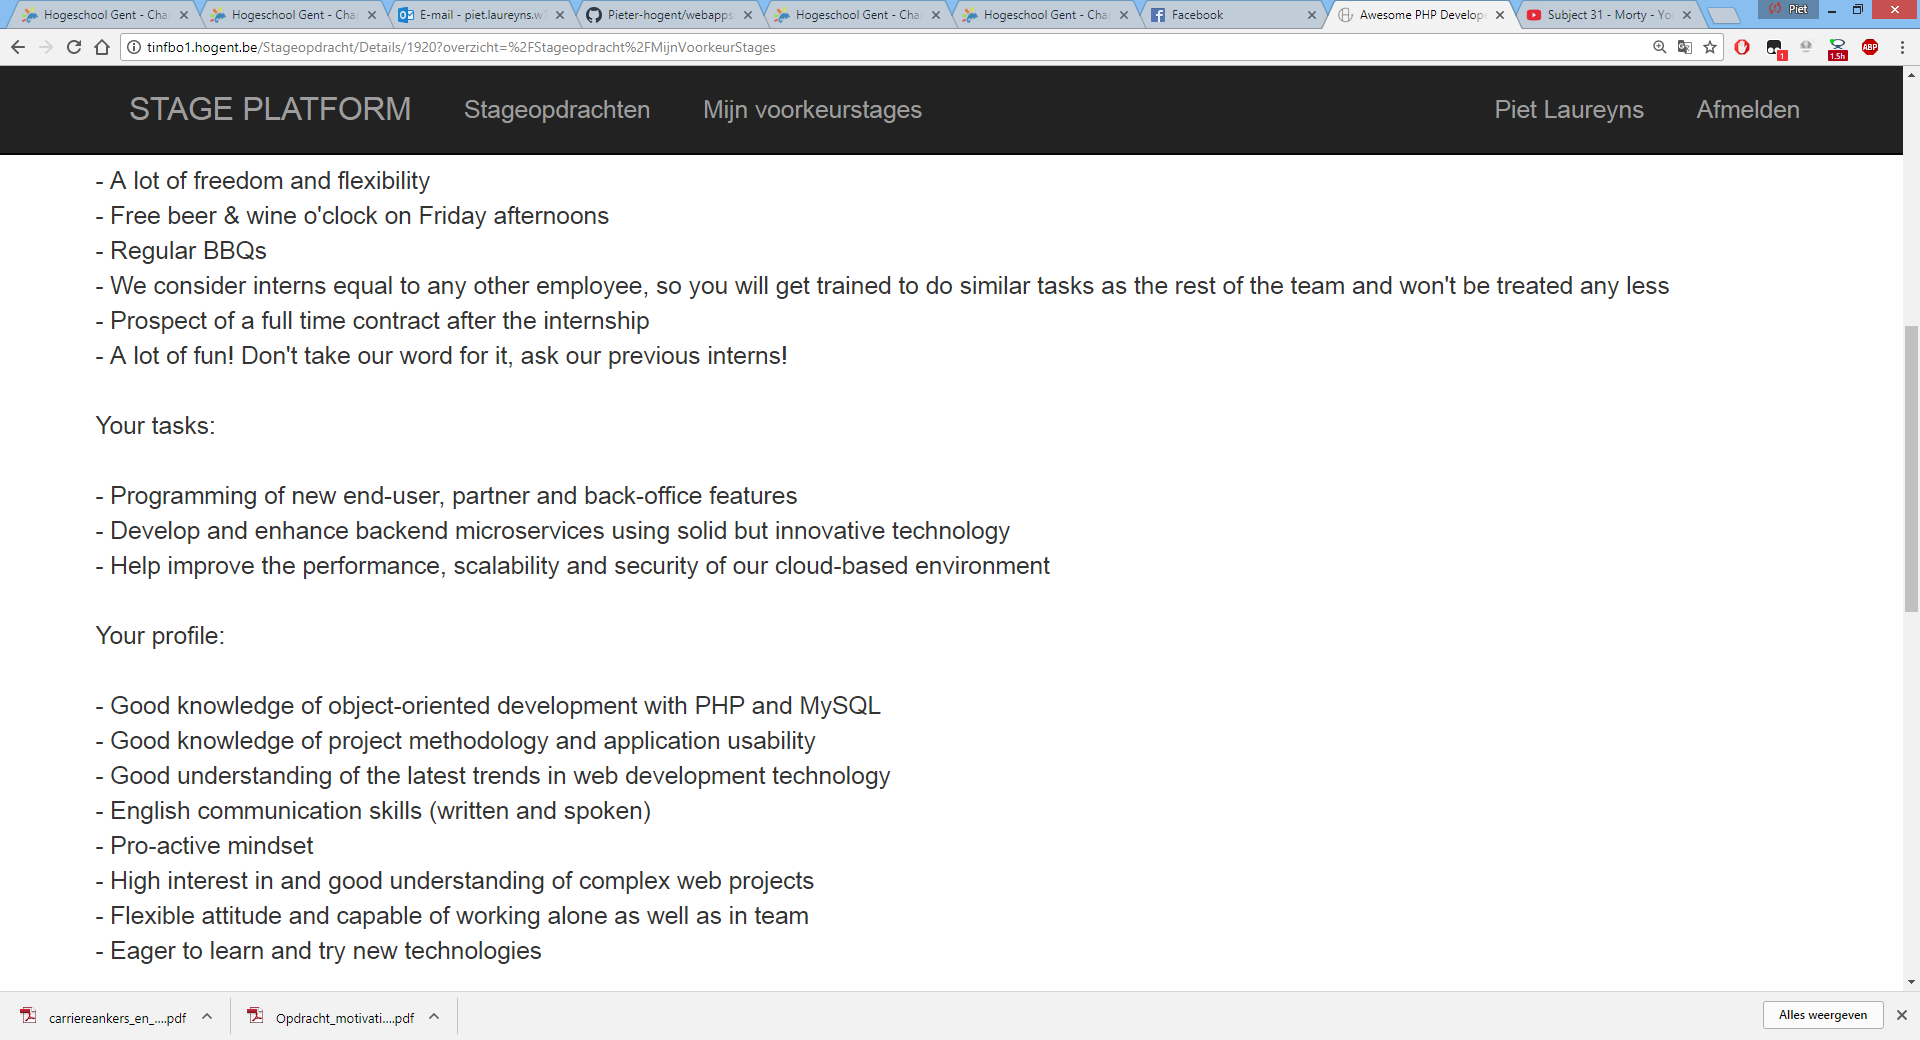 Hogeschool Gent - Cha
Hogeschool Gent - Cha
E-mail - piet.laureyns.w
Pieter-hogent/webapps
Hogeschool Gent - Cha
Hogeschool Gent - Cha
Facebook
Awesome PHP Develop
Subject 31 - Morty - Yo
Piet
tinfbo1.hogent.be/Stageopdracht/Details/1920?overzicht=%2FStageopdracht%2FMijnVoorkeurStages
1
1.5h
ABP
STAGE PLATFORM
Stageopdrachten
Mijn voorkeurstages
Piet Laureyns
Afmelden
- A lot of freedom and flexibility
- Free beer & wine o'clock on Friday afternoons
- Regular BBQs
- We consider interns equal to any other employee, so you will get trained to do similar tasks as the rest of the team and won't be treated any less
- Prospect of a full time contract after the internship
- A lot of fun! Don't take our word for it, ask our previous interns!
Your tasks:
- Programming of new end-user, partner and back-office features
- Develop and enhance backend microservices using solid but innovative technology
- Help improve the performance, scalability and security of our cloud-based environment
Your profile:
- Good knowledge of object-oriented development with PHP and MySQL
- Good knowledge of project methodology and application usability
- Good understanding of the latest trends in web development technology
- English communication skills (written and spoken)
- Pro-active mindset
- High interest in and good understanding of complex web projects
- Flexible attitude and capable of working alone as well as in team
- Eager to learn and try new technologies
carriereankers_en_....pdf
Opdracht_motivati....pdf
Alles weergeven